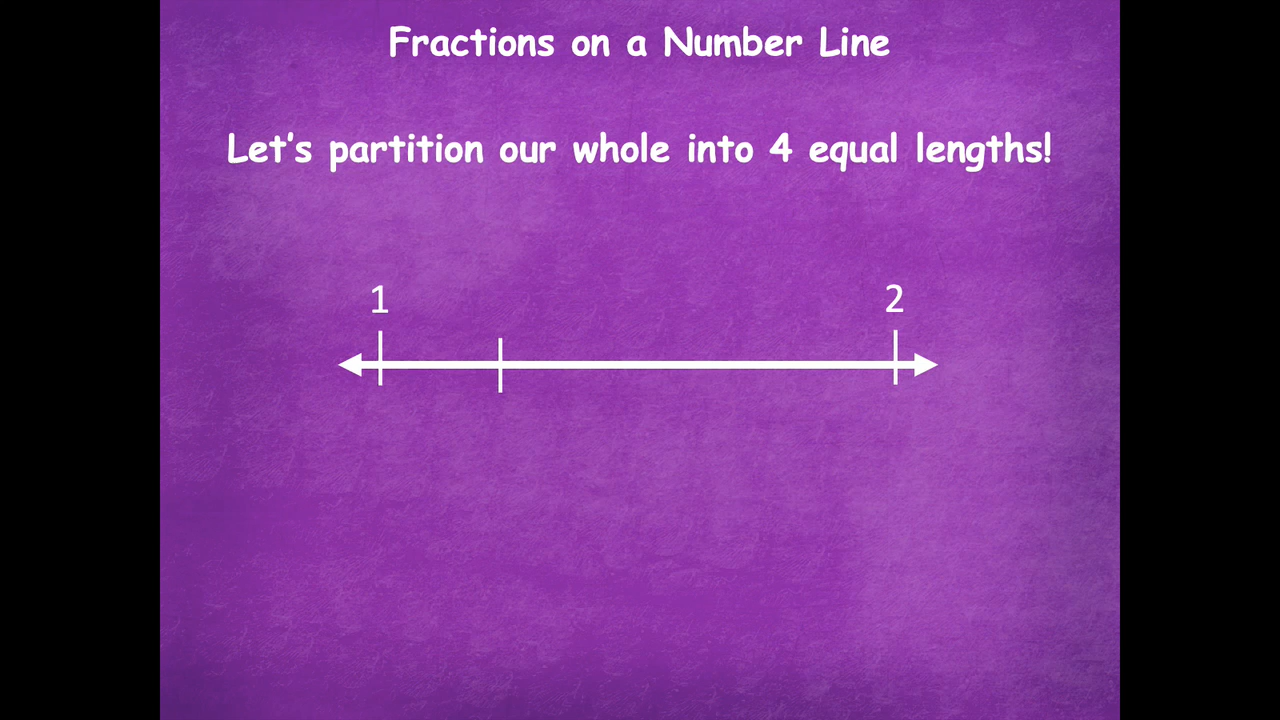 Fractions on a Number Line
Let's partition our whole into 4 equal lengths!
1 2